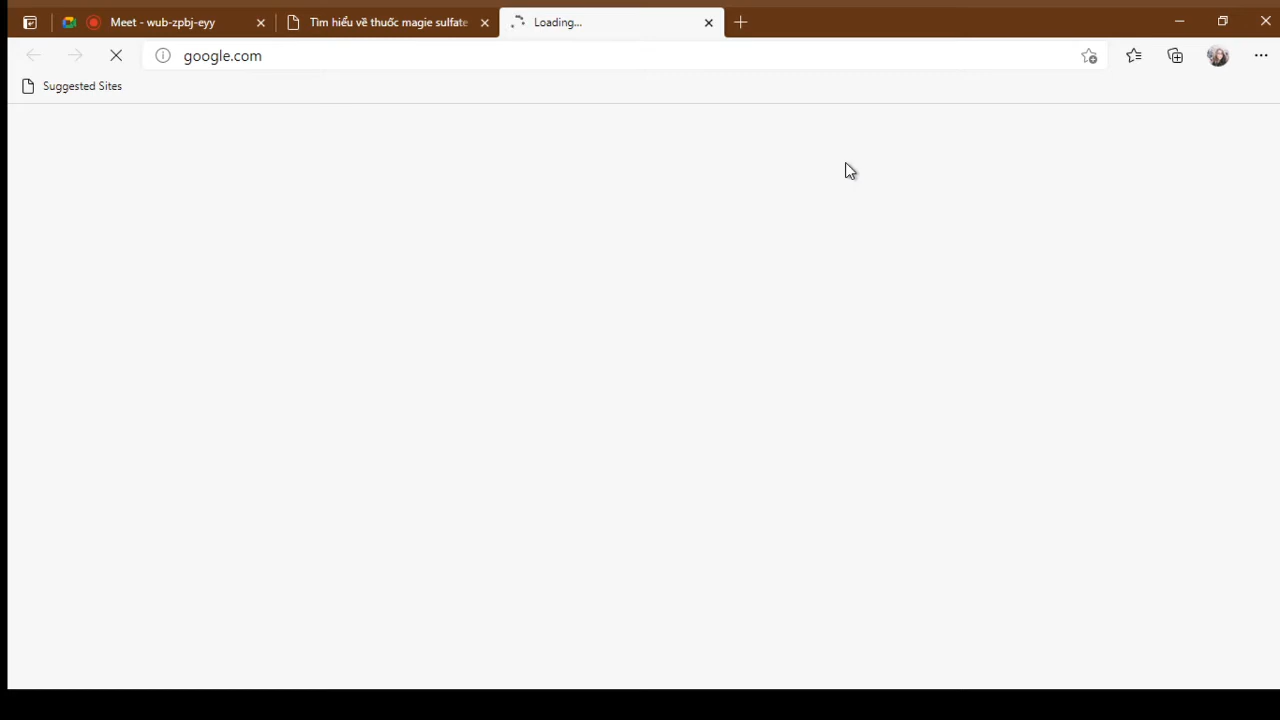 Meet - wub-zpbj-eyy
Tìm hiểu về thuốc magie sulfate
Loading...
google.com
Suggested Sites